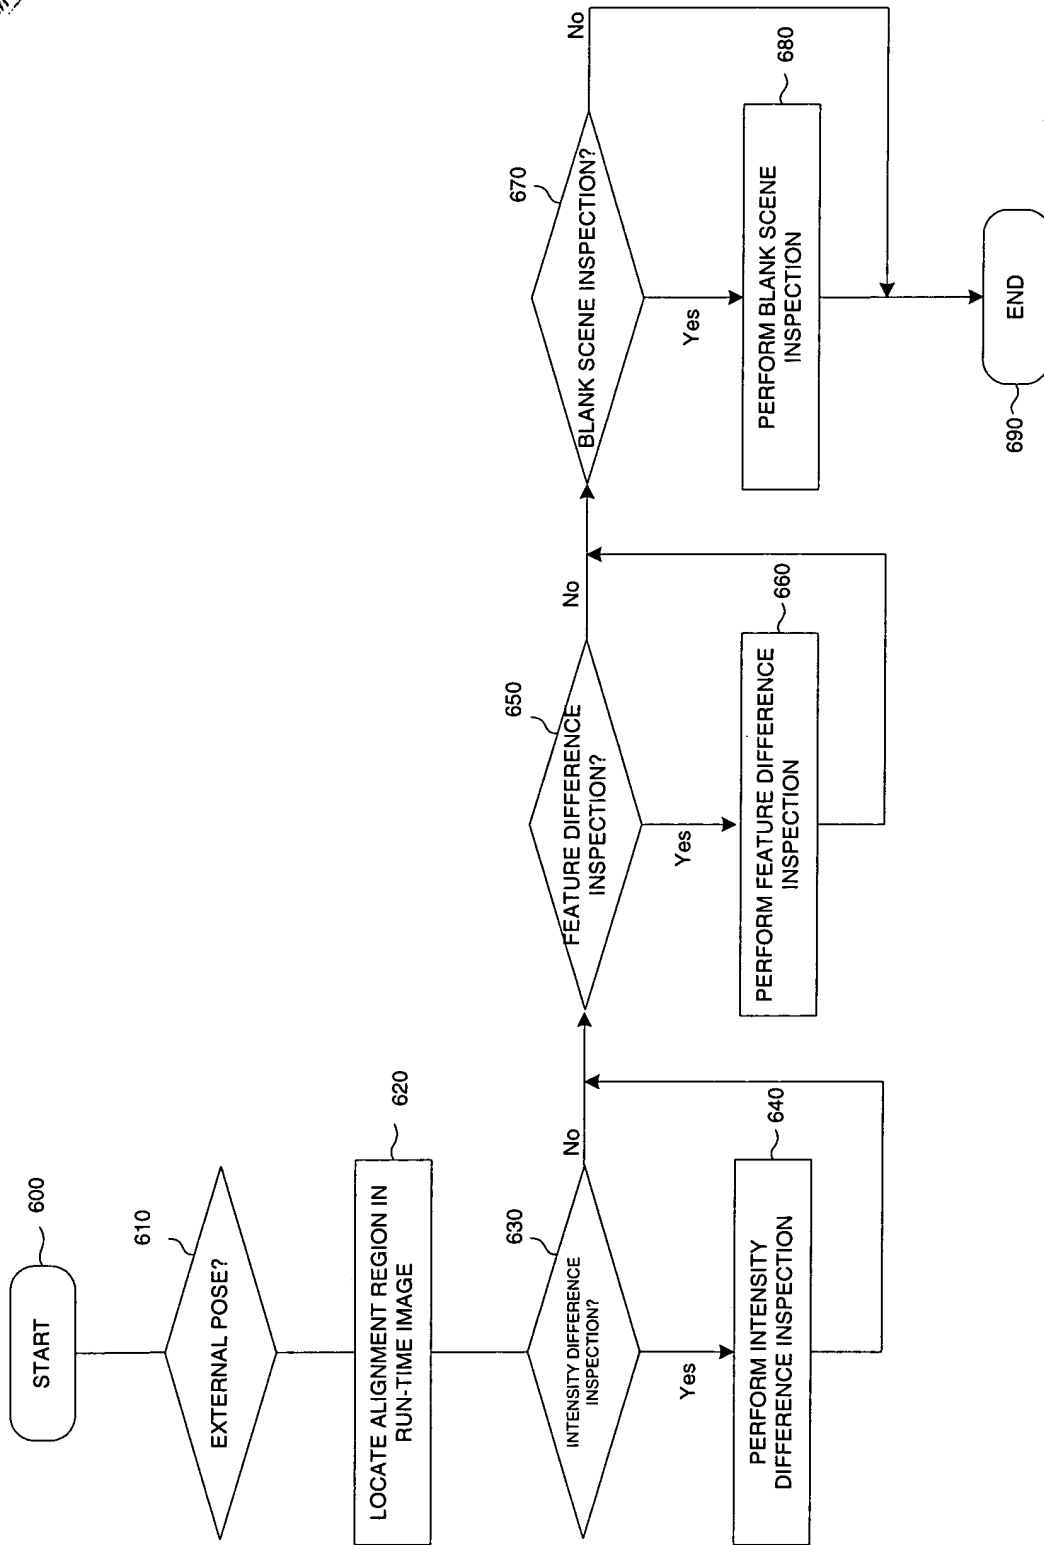 START
600
EXTERNAL POSE?
610
LOCATE ALIGNMENT REGION IN
RUN-TIME IMAGE
620
INTENSITY DIFFERENCE
INSPECTION?
630
No
Yes
PERFORM INTENSITY
DIFFERENCE INSPECTION
640
FEATURE DIFFERENCE
INSPECTION?
650
No
Yes
PERFORM FEATURE DIFFERENCE
INSPECTION
660
BLANK SCENE INSPECTION?
670
No
Yes
PERFORM BLANK SCENE
INSPECTION
680
END
690